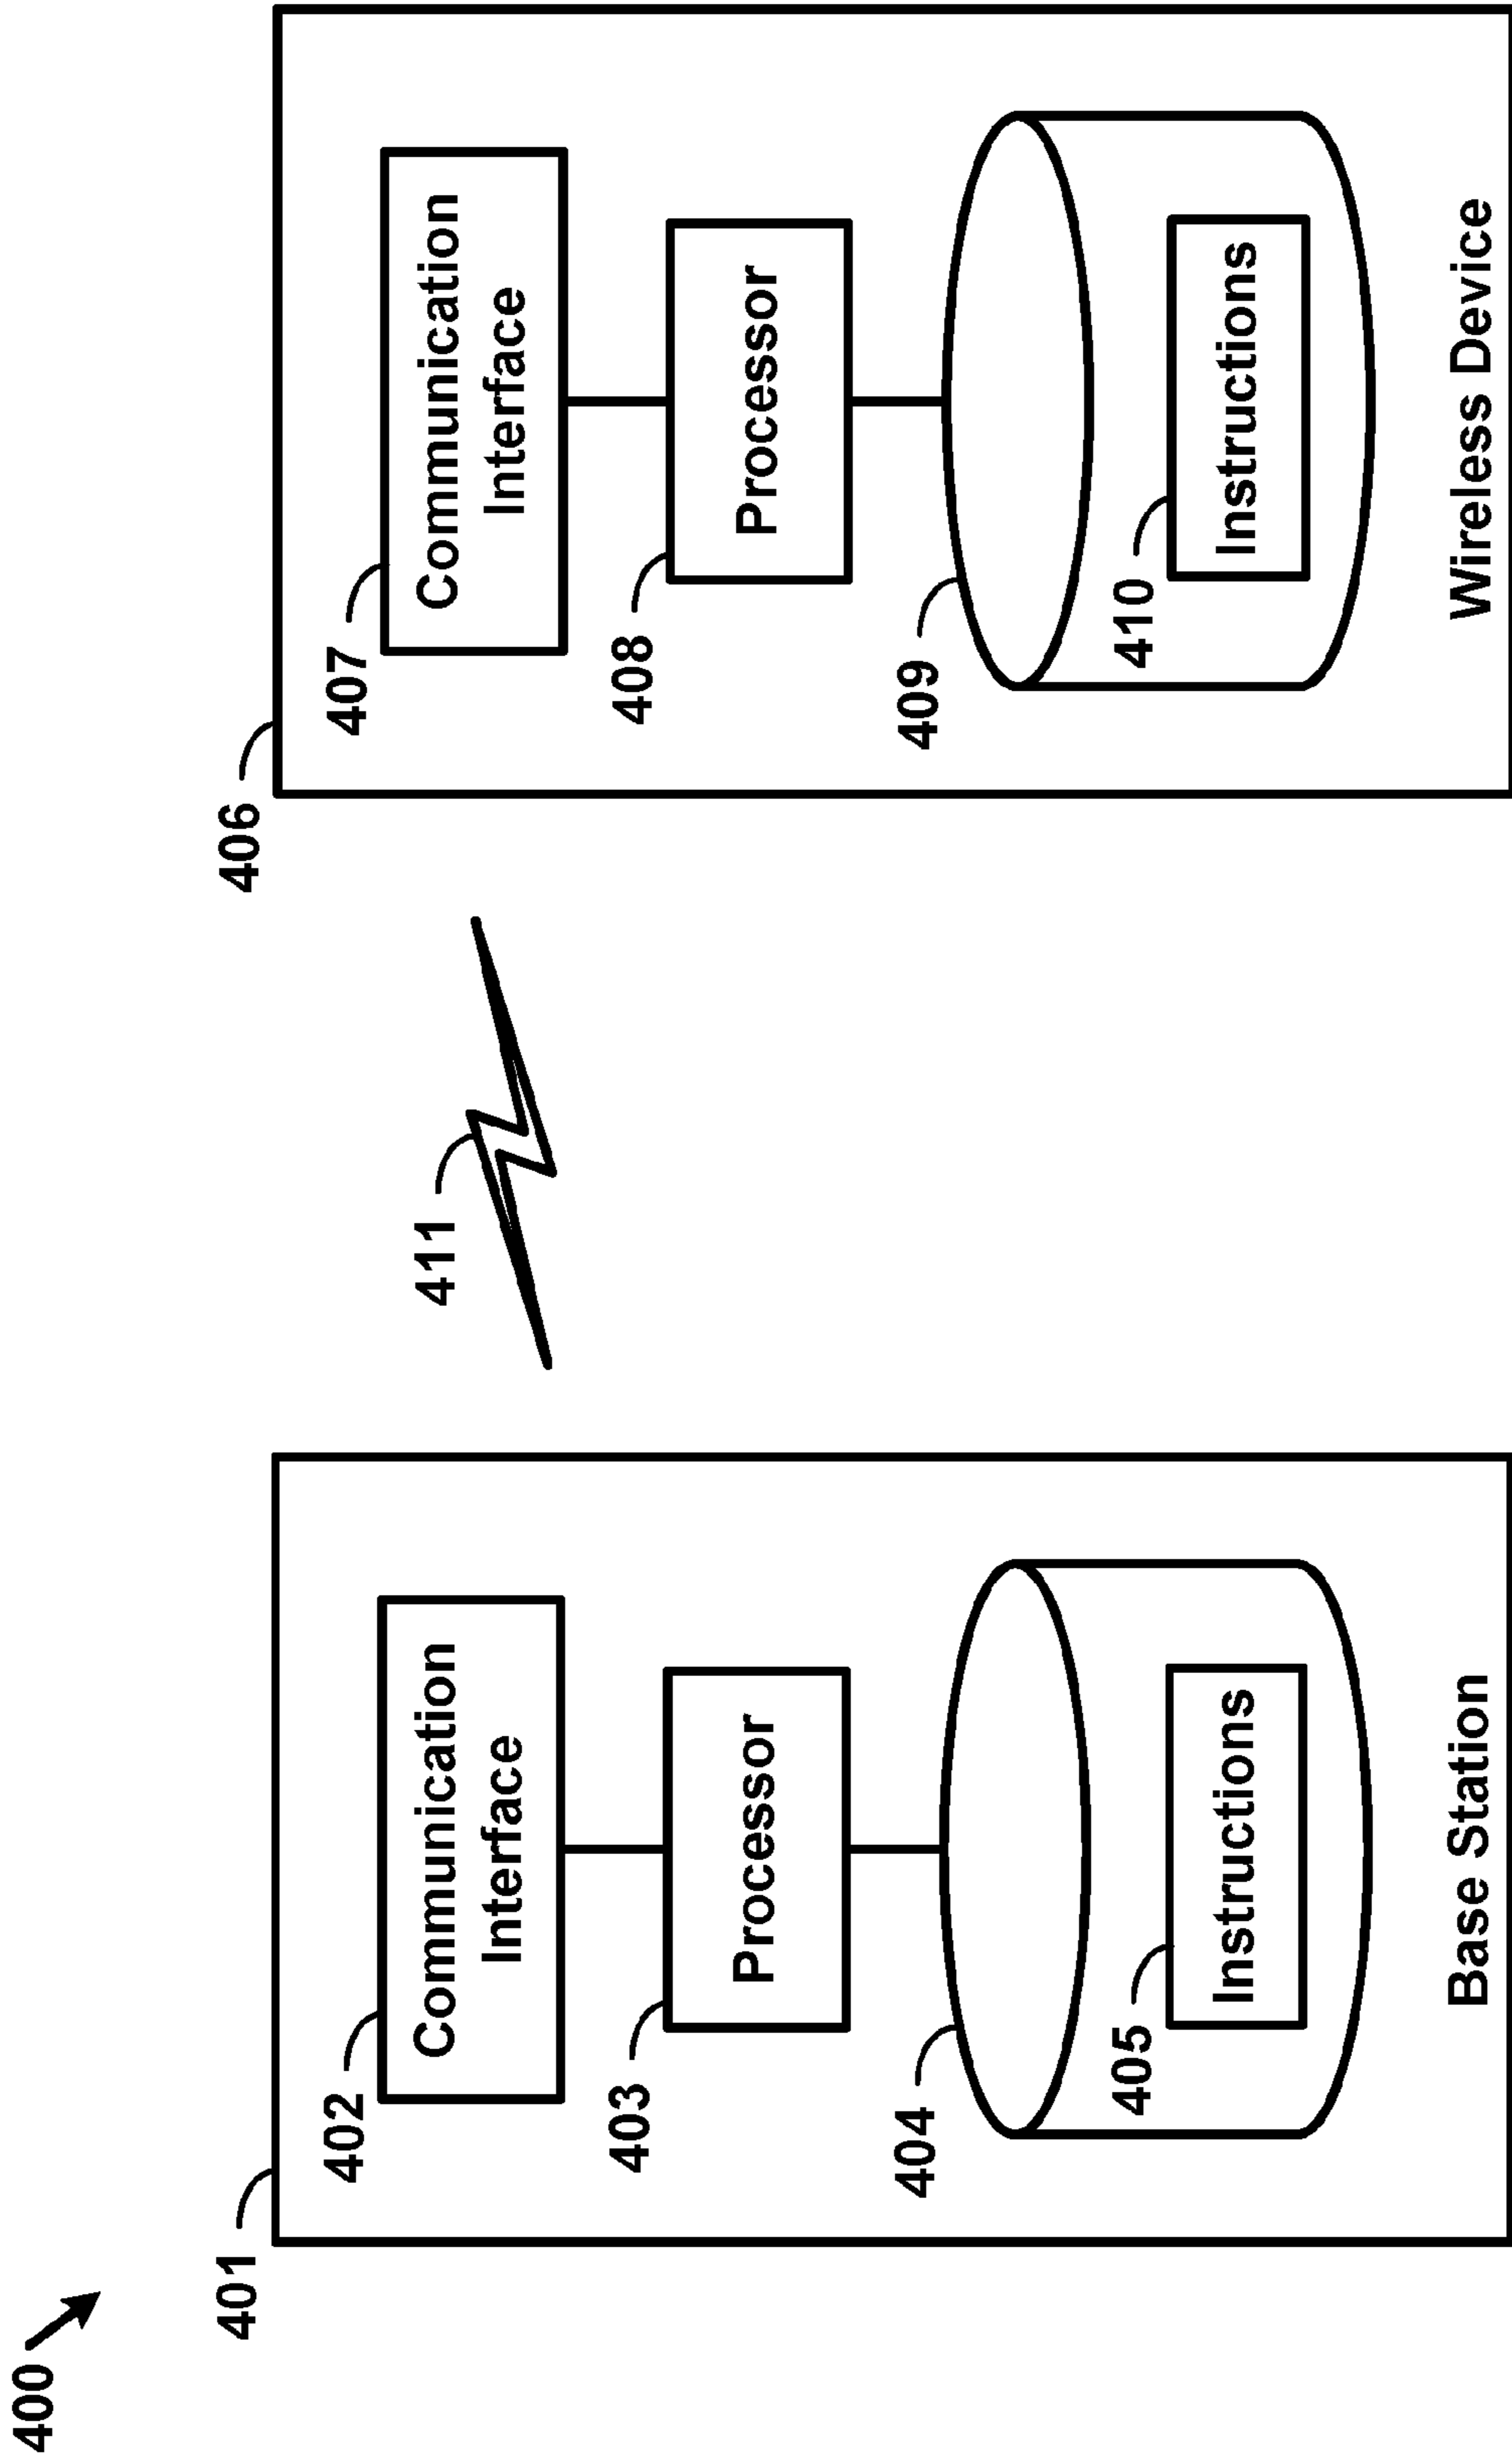 400
401
402
Communication
Interface
403
Processor
404
405
Instructions
Base Station
411
406
407
Communication
Interface
408
Processor
409
410
Instructions
Wireless Device